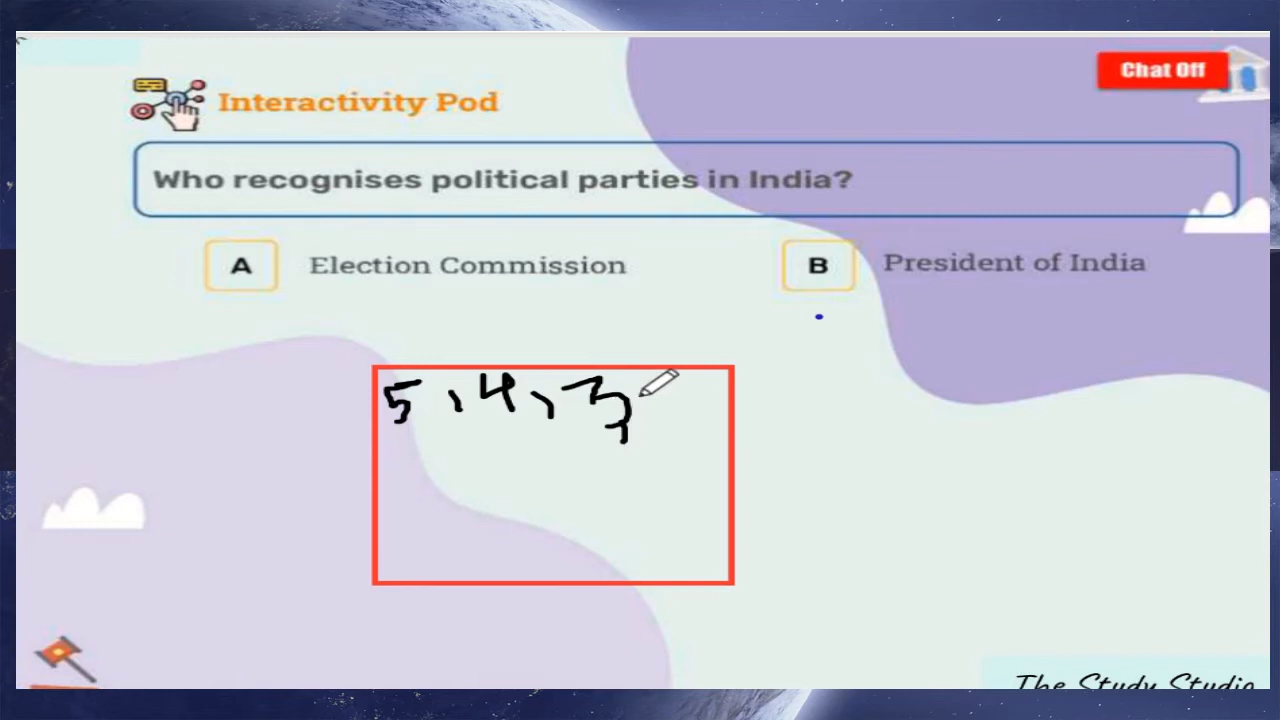 Chat Off
Interactivity Pod
Who recognises political parties in India?
A Election Commission
B President of India
5, 4, 3
The Study Studio